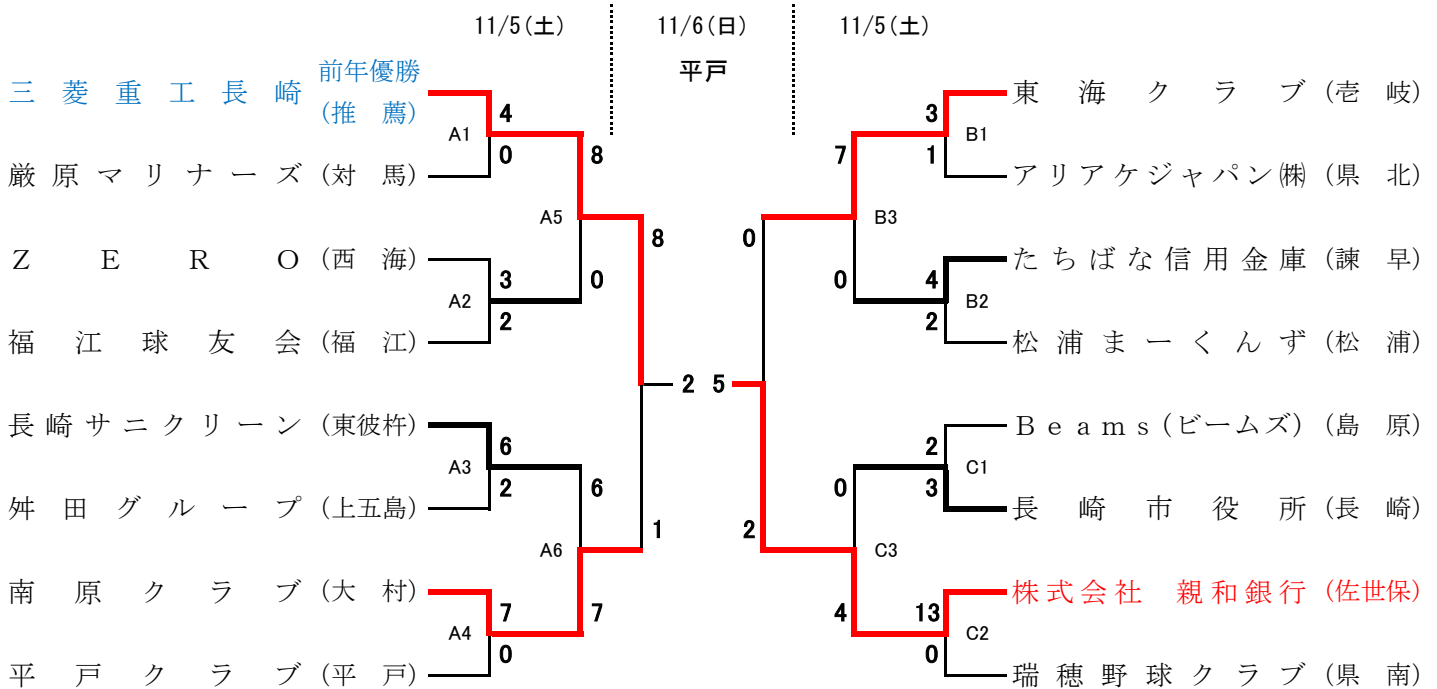 11/5(土) 11/6(日) 11/5(土)
平戸
三菱重工長崎 前年優勝
(推薦)
東海クラブ(壱岐)
4 3
A1 B1
0 8 7 1
厳原マリナーズ(対馬) アリアケジャパン㈱(県北)
A5 B3
8 0
ZERO(西海) たちばな信用金庫(諫早)
3 0 0 4
A2 B2
2 2
福江球友会(福江) 松浦まーくんず(松浦)
2 5
長崎サニクリーン(東彼杵) Beams(ビームズ)(島原)
6 2
A3 C1
2 6 0 3
舛田グループ(上五島) 長崎市役所(長崎)
1 2
A6 C3
南原クラブ(大村) 株式会社 親和銀行(佐世保)
7 7 4 13
A4 C2
0 0
平戸クラブ(平戸) 瑞穂野球クラブ(県南)